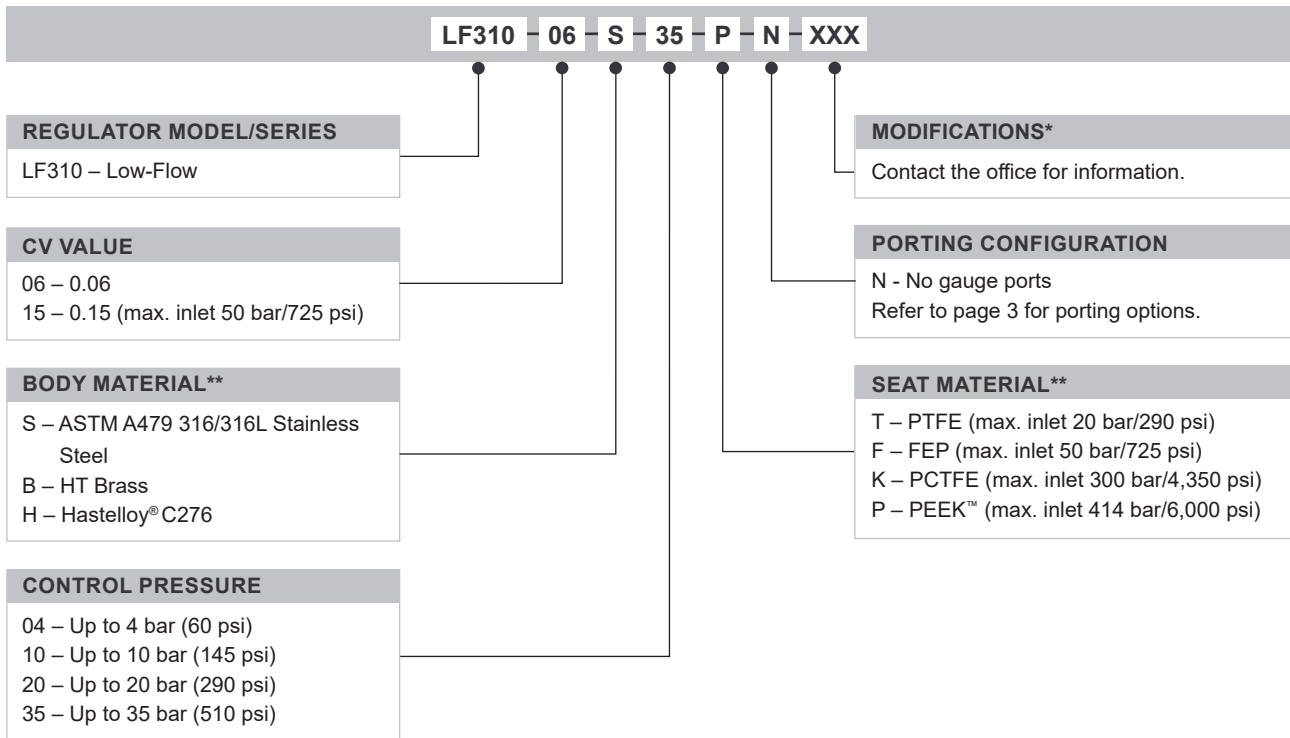 LF310 - 06 - S - 35 - P - N - XXX
REGULATOR MODEL/SERIES
LF310 – Low-Flow
CV VALUE
06 – 0.06
15 – 0.15 (max. inlet 50 bar/725 psi)
BODY MATERIAL**
S – ASTM A479 316/316L Stainless
Steel
B – HT Brass
H – Hastelloy® C276
CONTROL PRESSURE
04 – Up to 4 bar (60 psi)
10 – Up to 10 bar (145 psi)
20 – Up to 20 bar (290 psi)
35 – Up to 35 bar (510 psi)
MODIFICATIONS*
Contact the office for information.
PORTING CONFIGURATION
N - No gauge ports
Refer to page 3 for porting options.
SEAT MATERIAL**
T – PTFE (max. inlet 20 bar/290 psi)
F – FEP (max. inlet 50 bar/725 psi)
K – PCTFE (max. inlet 300 bar/4,350 psi)
P – PEEK™ (max. inlet 414 bar/6,000 psi)